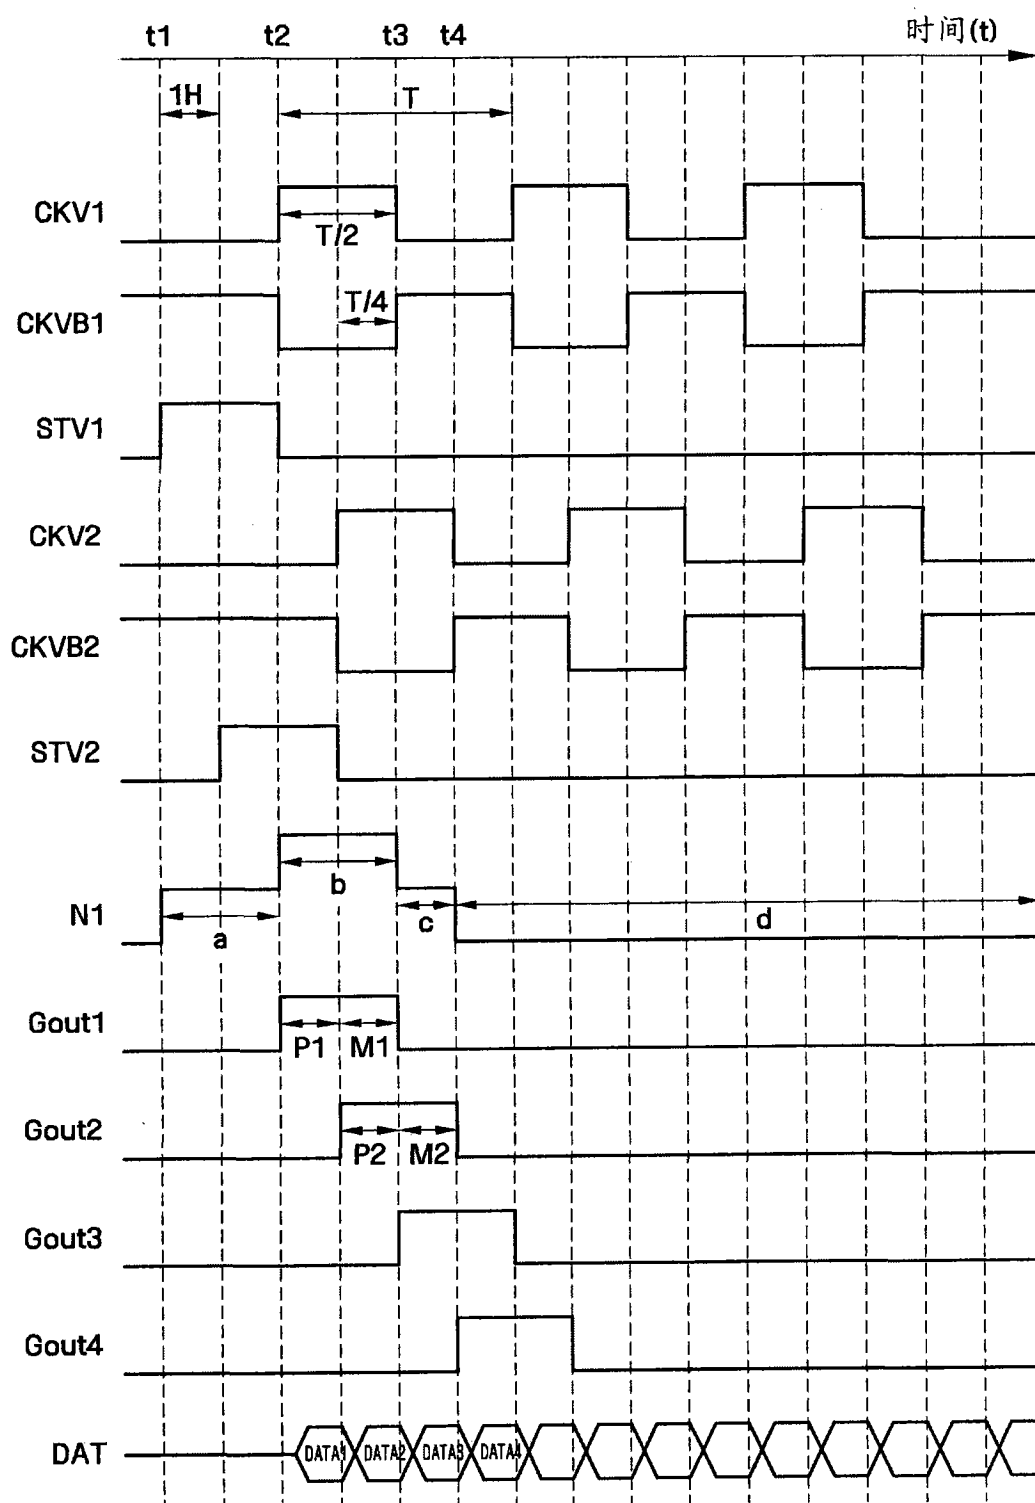 t1 t2 t3 t4 时间(t)
1H T
CKV1
T/2
T/4
CKVB1
STV1
CKV2
CKVB2
STV2
b
N1
a c d
Gout1
P1 M1
Gout2
P2 M2
Gout3
Gout4
DAT DATA1 DATA2 DATA3 DATA4